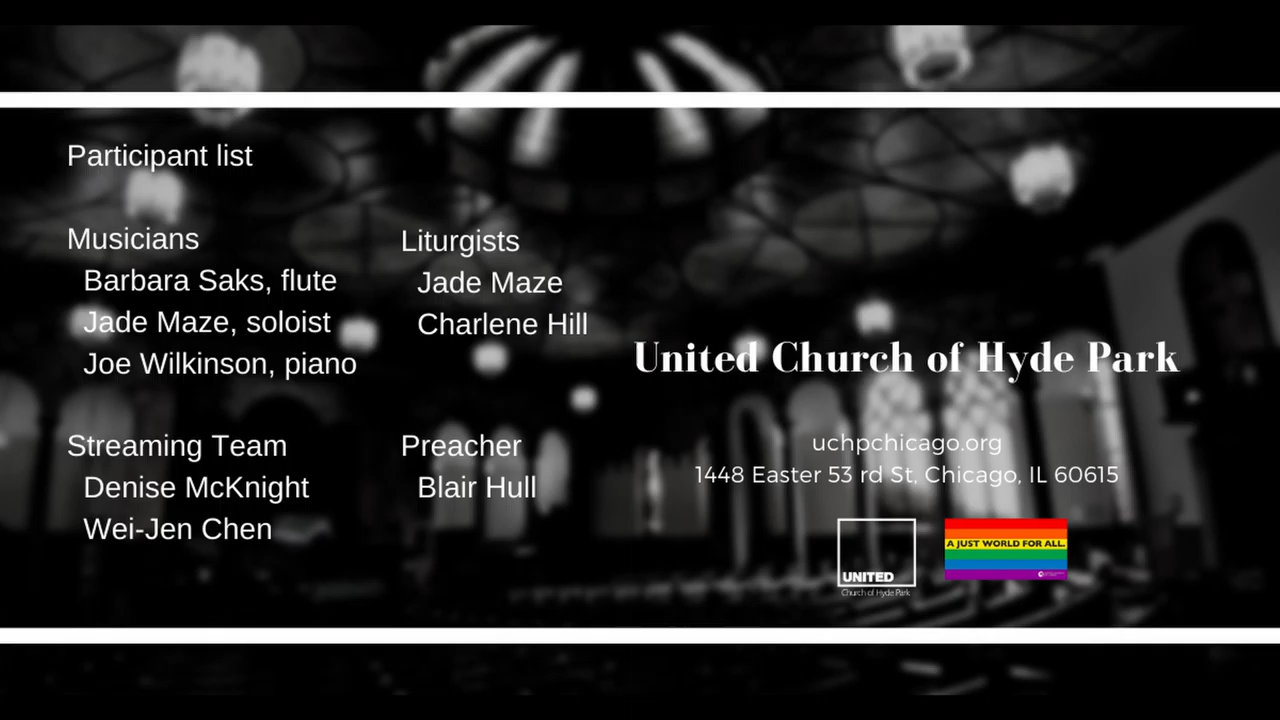 Participant list
Musicians
Barbara Saks, flute
Jade Maze, soloist
Joe Wilkinson, piano
Liturgists
Jade Maze
Charlene Hill
Streaming Team
Denise McKnight
Wei-Jen Chen
Preacher
Blair Hull
United Church of Hyde Park
uchpchicago.org
1448 Easter 53 rd St, Chicago, IL 60615
UNITED
Church of Hyde Park
A JUST WORLD FOR ALL.